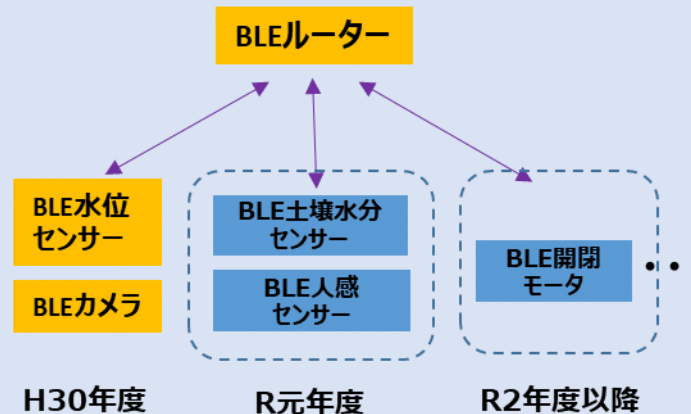 BLEルーター
BLE水位
センサー
BLEカメラ
BLE土壌水分
センサー
BLE人感
センサー
BLE開閉
モータ
・・
H30年度
R元年度
R2年度以降